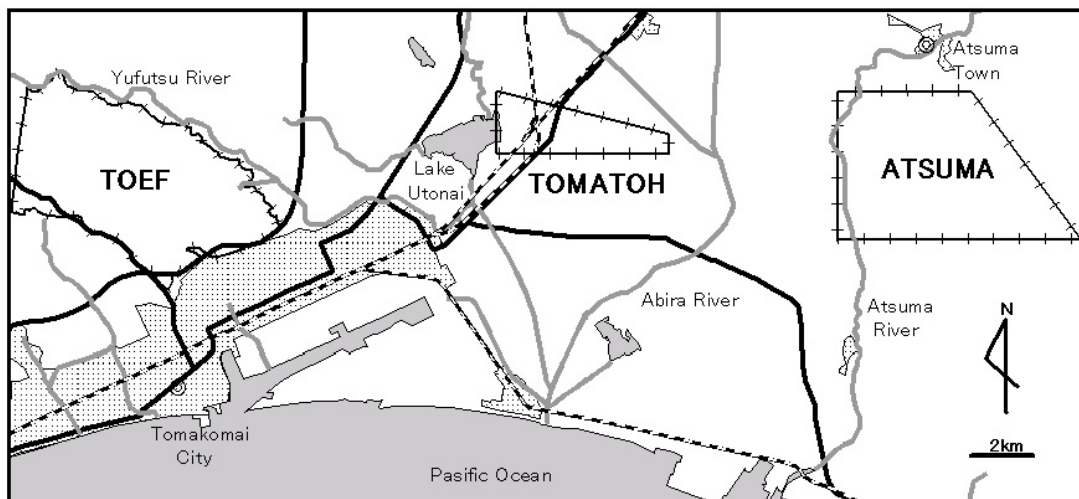 Yufutsu River
TOEF
Lake
Utonai
TOMATOH
Atsuma
Town
ATSUMA
Abira River
Atsuma
River
N
2km
Tomakomai
City
Pasific Ocean